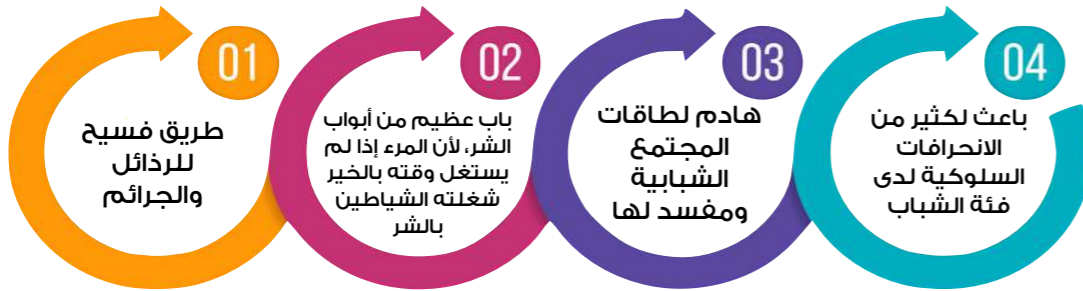 01
طريق فسيح
للرذائل
والجرائم
02
باب عظيم من أبواب
الشر، لأن المرء إذا لم
يستغل وقته بالخير
شغلته الشياطين
بالشر
03
هادم لطاقات
المجتمع
الشبابية
ومفسد لها
04
باعث لكثير من
الانحرافات
السلوكية لدى
فئة الشباب